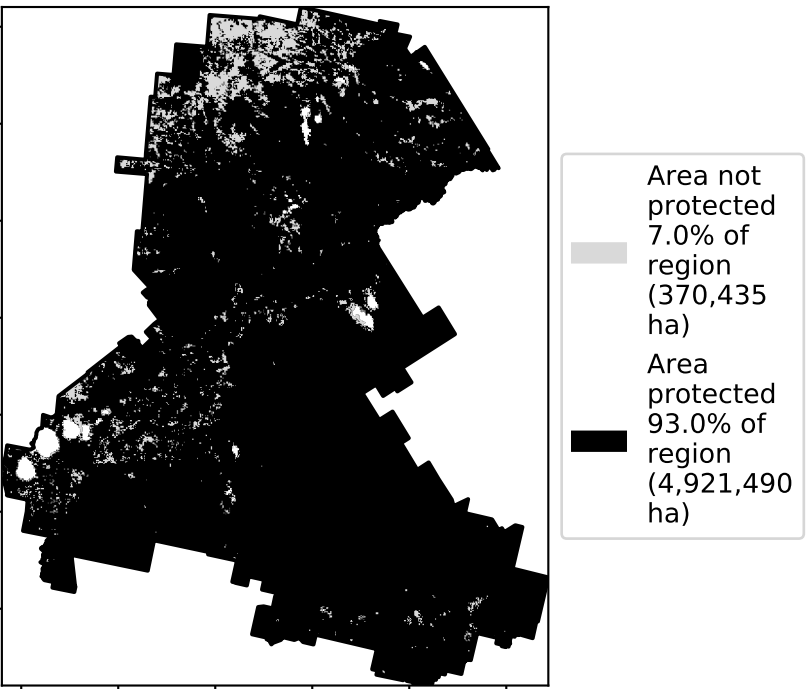 Area not
protected
7.0% of
region
(370,435
ha)
Area
protected
93.0% of
region
(4,921,490
ha)